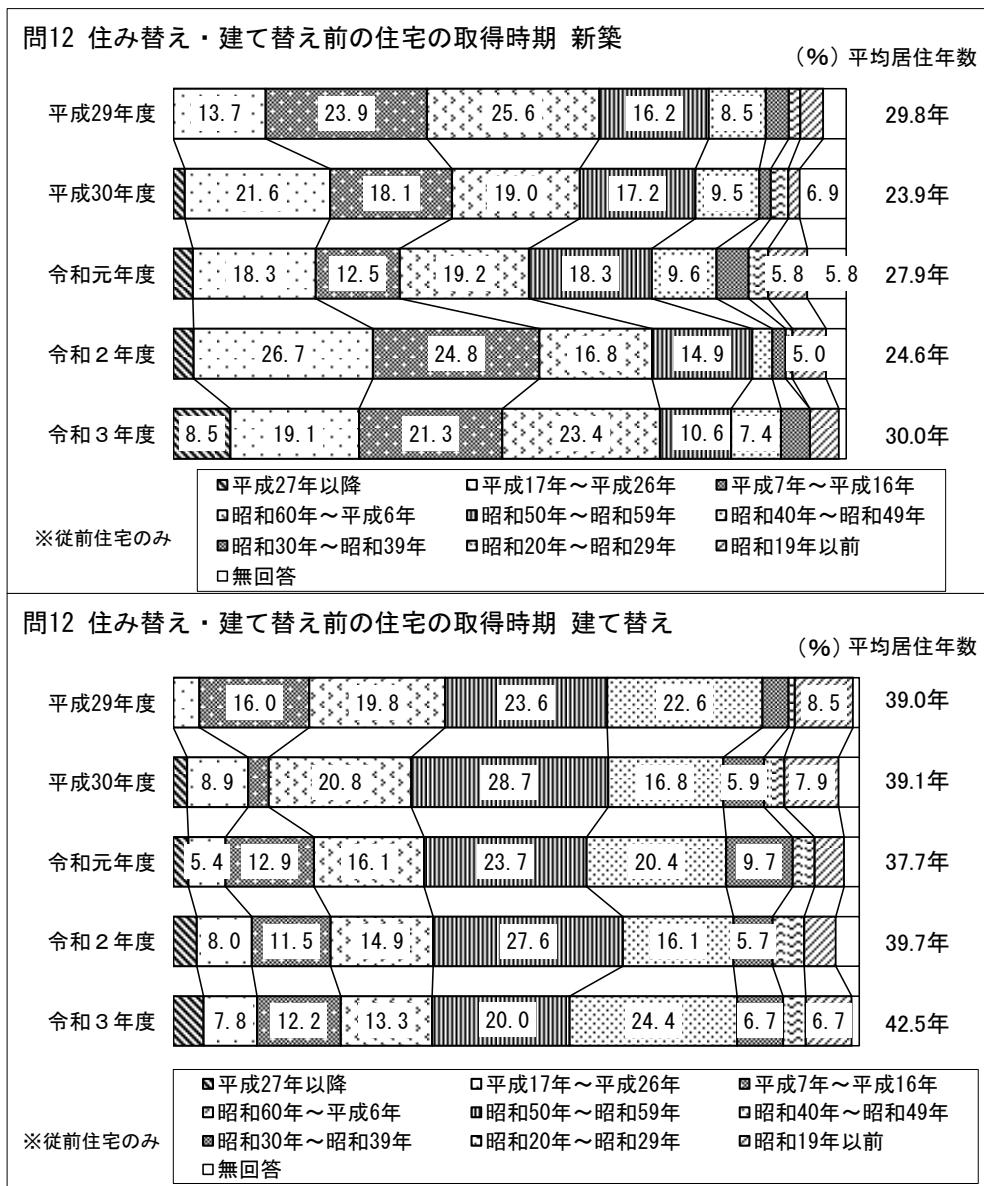 問12 住み替え・建て替え前の住宅の取得時期 新築
(%) 平均居住年数
平成29年度 13.7 23.9 25.6 16.2 8.5 29.8年
平成30年度 21.6 18.1 19.0 17.2 9.5 6.9 23.9年
令和元年度 18.3 12.5 19.2 18.3 9.6 5.8 5.8 27.9年
令和2年度 26.7 24.8 16.8 14.9 5.0 24.6年
令和3年度 8.5 19.1 21.3 23.4 10.6 7.4 30.0年
平成27年以降 平成17年～平成26年 平成7年～平成16年
昭和60年～平成6年 昭和50年～昭和59年 昭和40年～昭和49年
※従前住宅のみ 昭和30年～昭和39年 昭和20年～昭和29年 昭和19年以前
無回答
問12 住み替え・建て替え前の住宅の取得時期 建て替え
(%) 平均居住年数
平成29年度 16.0 19.8 23.6 22.6 8.5 39.0年
平成30年度 8.9 20.8 28.7 16.8 5.9 7.9 39.1年
令和元年度 5.4 12.9 16.1 23.7 20.4 9.7 37.7年
令和2年度 8.0 11.5 14.9 27.6 16.1 5.7 39.7年
令和3年度 7.8 12.2 13.3 20.0 24.4 6.7 6.7 42.5年
平成27年以降 平成17年～平成26年 平成7年～平成16年
昭和60年～平成6年 昭和50年～昭和59年 昭和40年～昭和49年
※従前住宅のみ 昭和30年～昭和39年 昭和20年～昭和29年 昭和19年以前
無回答